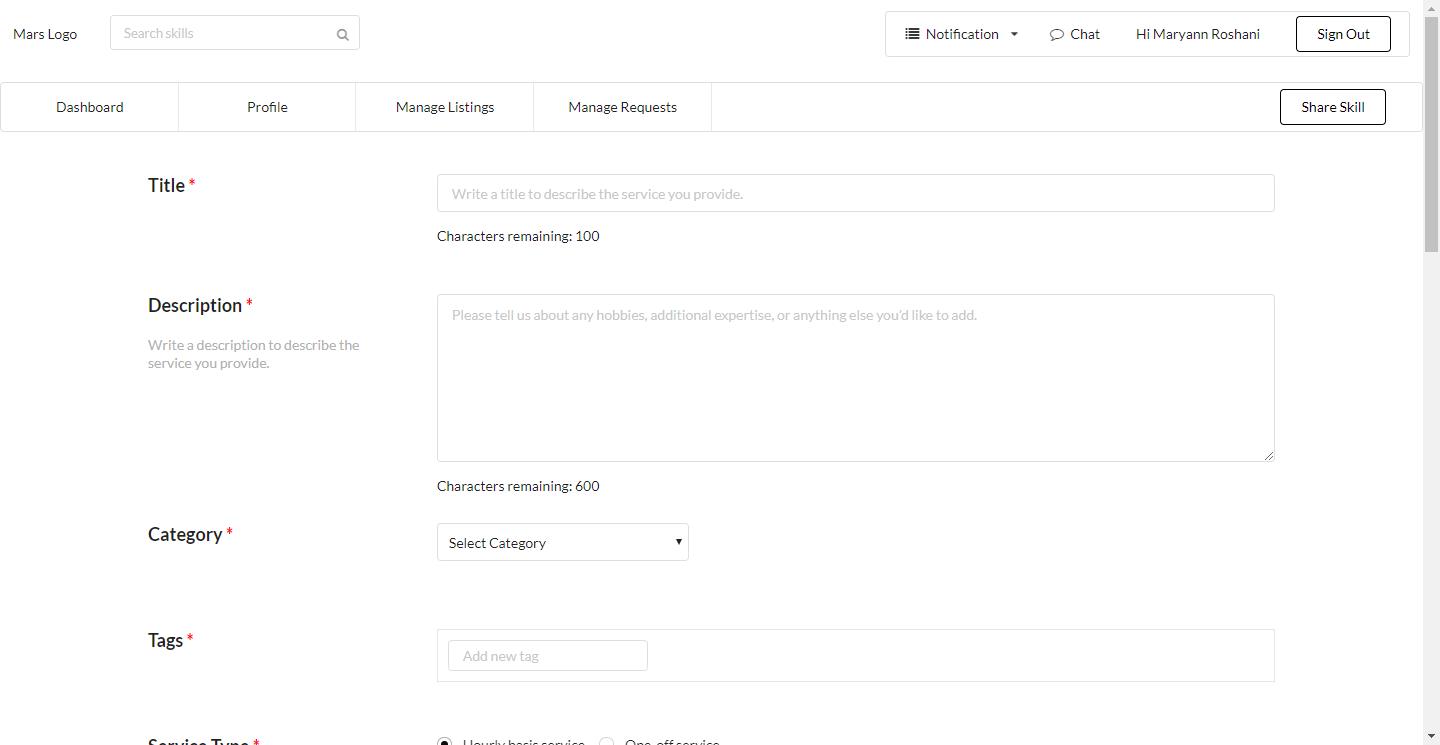 Mars Logo
Search skills
Notification
Chat
Hi Maryann Roshani
Sign Out
Dashboard
Profile
Manage Listings
Manage Requests
Share Skill
Title *
Write a title to describe the service you provide.
Characters remaining: 100
Description *
Write a description to describe the
service you provide.
Please tell us about any hobbies, additional expertise, or anything else you'd like to add.
Characters remaining: 600
Category *
Select Category
Tags *
Add new tag
Service Type *
Hourly basis service
One-off service